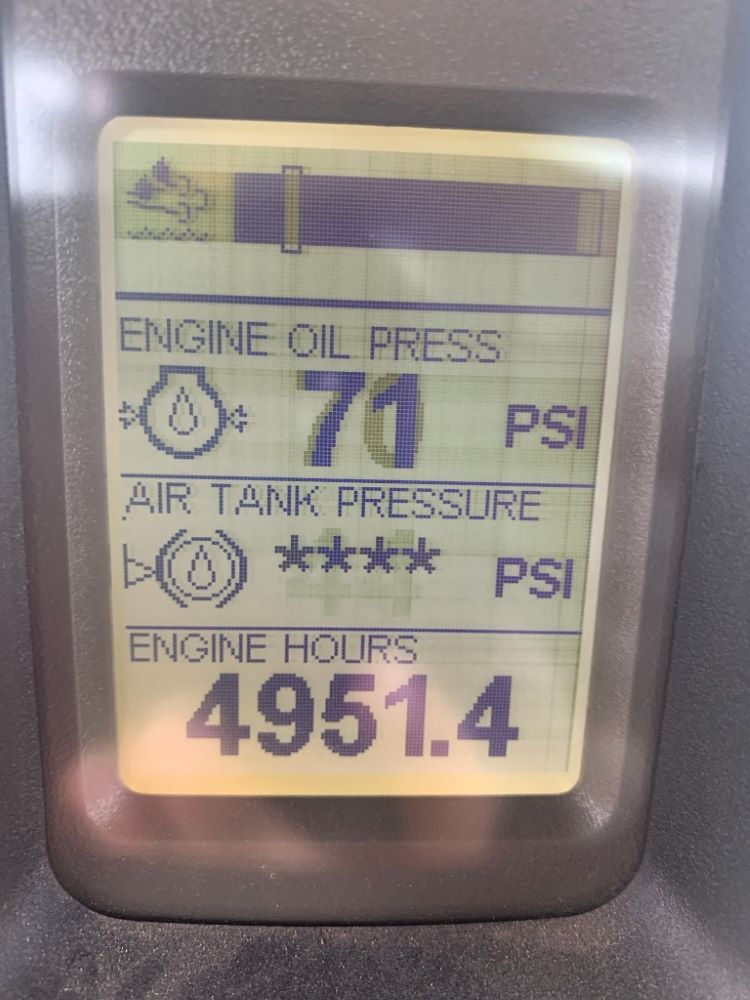 ENGINE OIL PRESS
71 PSI
AIR TANK PRESSURE
**** PSI
ENGINE HOURS
4951.4